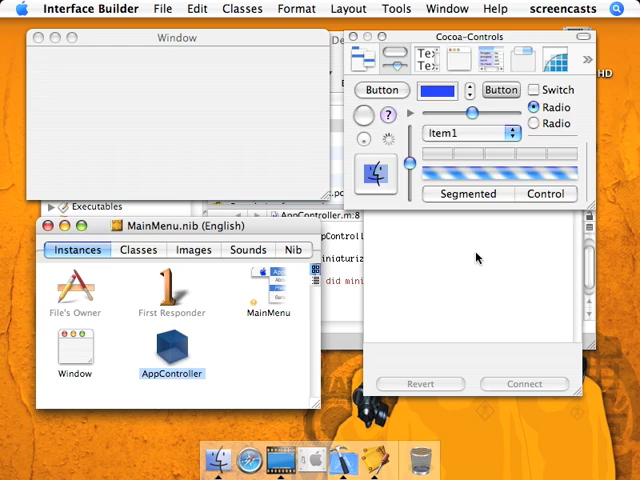 Interface Builder File Edit Classes Format Layout Tools Window Help screencasts
Window
Cocoa-Controls
HD
Button
Button
Switch
Radio
Radio
Item1
Segmented Control
Executables
AppController.m:8
MainMenu.nib (English)
Instances Classes Images Sounds Nib
File's Owner
First Responder
MainMenu
Window
AppController
did mini
Revert Connect